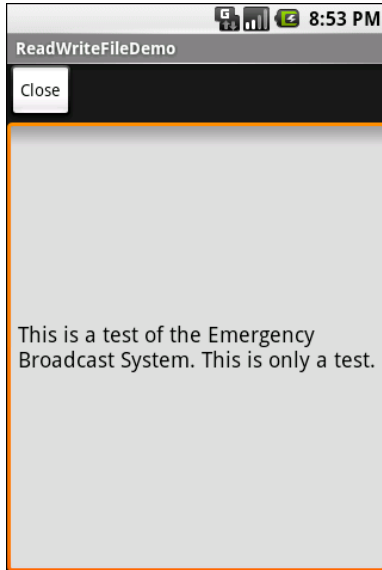 G 8:53 PM
ReadWriteFileDemo
Close
This is a test of the Emergency
Broadcast System. This is only a test.